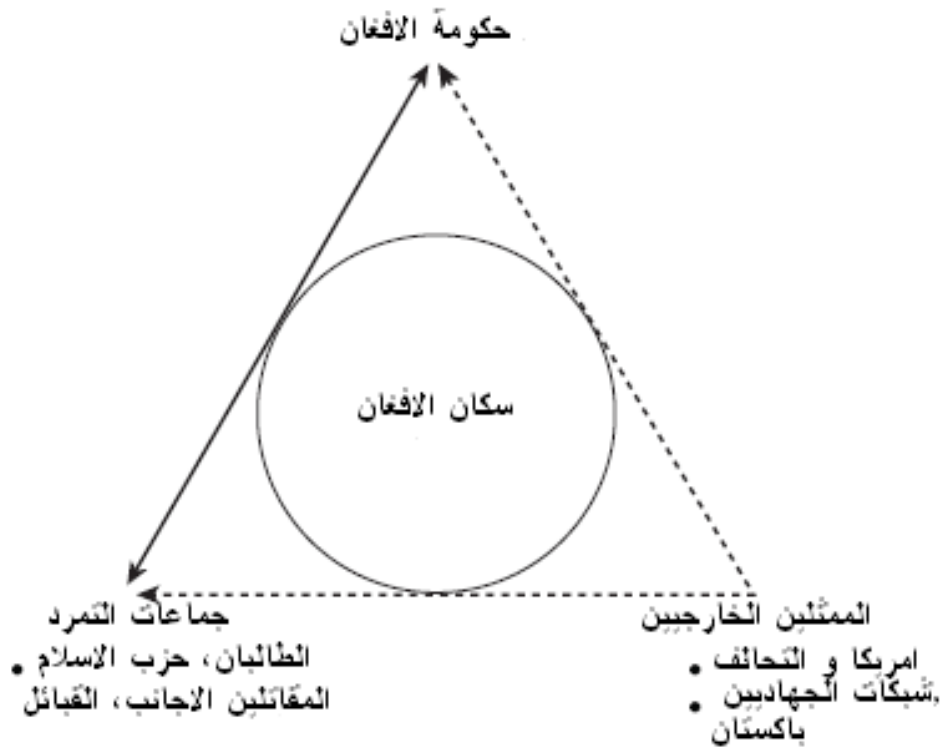 حكومة الافغان
سكان الافغان
الممثلين الخارجيين
• امريكا و التحالف
• شبكات الجهاديين,
باكستان
جماعات التمرد
• الطالبان، حزب الاسلام
المقاتلين الاجانب، القبائل